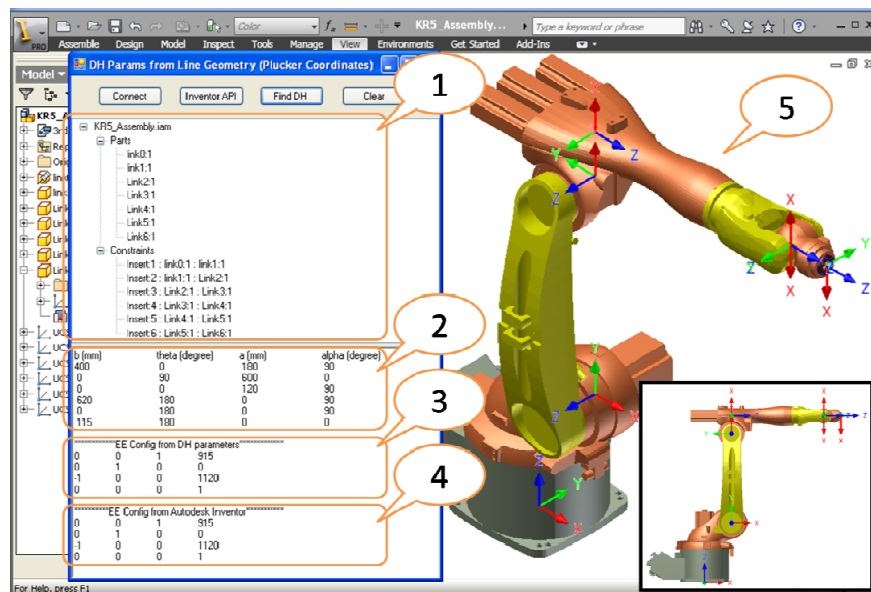 PRO
Color
KR5_Assembly...
Type a keyword or phrase
Assemble Design Model Inspect Tools Manage View Environments Get Started Add-Ins
Model
DH Params from Line Geometry (Plucker Coordinates)
Connect Inventor API Find DH Clear
1
KR5_Assembly.iam
Parts
link0:1
link1:1
Link2:1
Link3:1
Link4:1
Link5:1
Link6:1
Constraints
Insert:1 : link0:1 : link1:1
Insert:2 : link1:1 : Link2:1
Insert:3 : Link2:1 : Link3:1
Insert:4 : Link3:1 : Link4:1
Insert:5 : Link4:1 : Link5:1
Insert:6 : Link5:1 : Link6:1
2
b (mm) theta (degree) a (mm) alpha (degree)
400 0 180 90
0 90 600 0
0 0 120 90
620 180 0 90
0 180 0 90
115 180 0 0
3
EE Config from DH parameters
0 0 1 915
0 1 0 0
-1 0 0 1120
0 0 0 1
4
EE Config from Autodesk Inventor
0 0 1 915
0 1 0 0
-1 0 0 1120
0 0 0 1
5
X
Y
Z
Z
X
Z
Y
Z
X
Y
Z
X
Z
Y
X
For Help, press F1